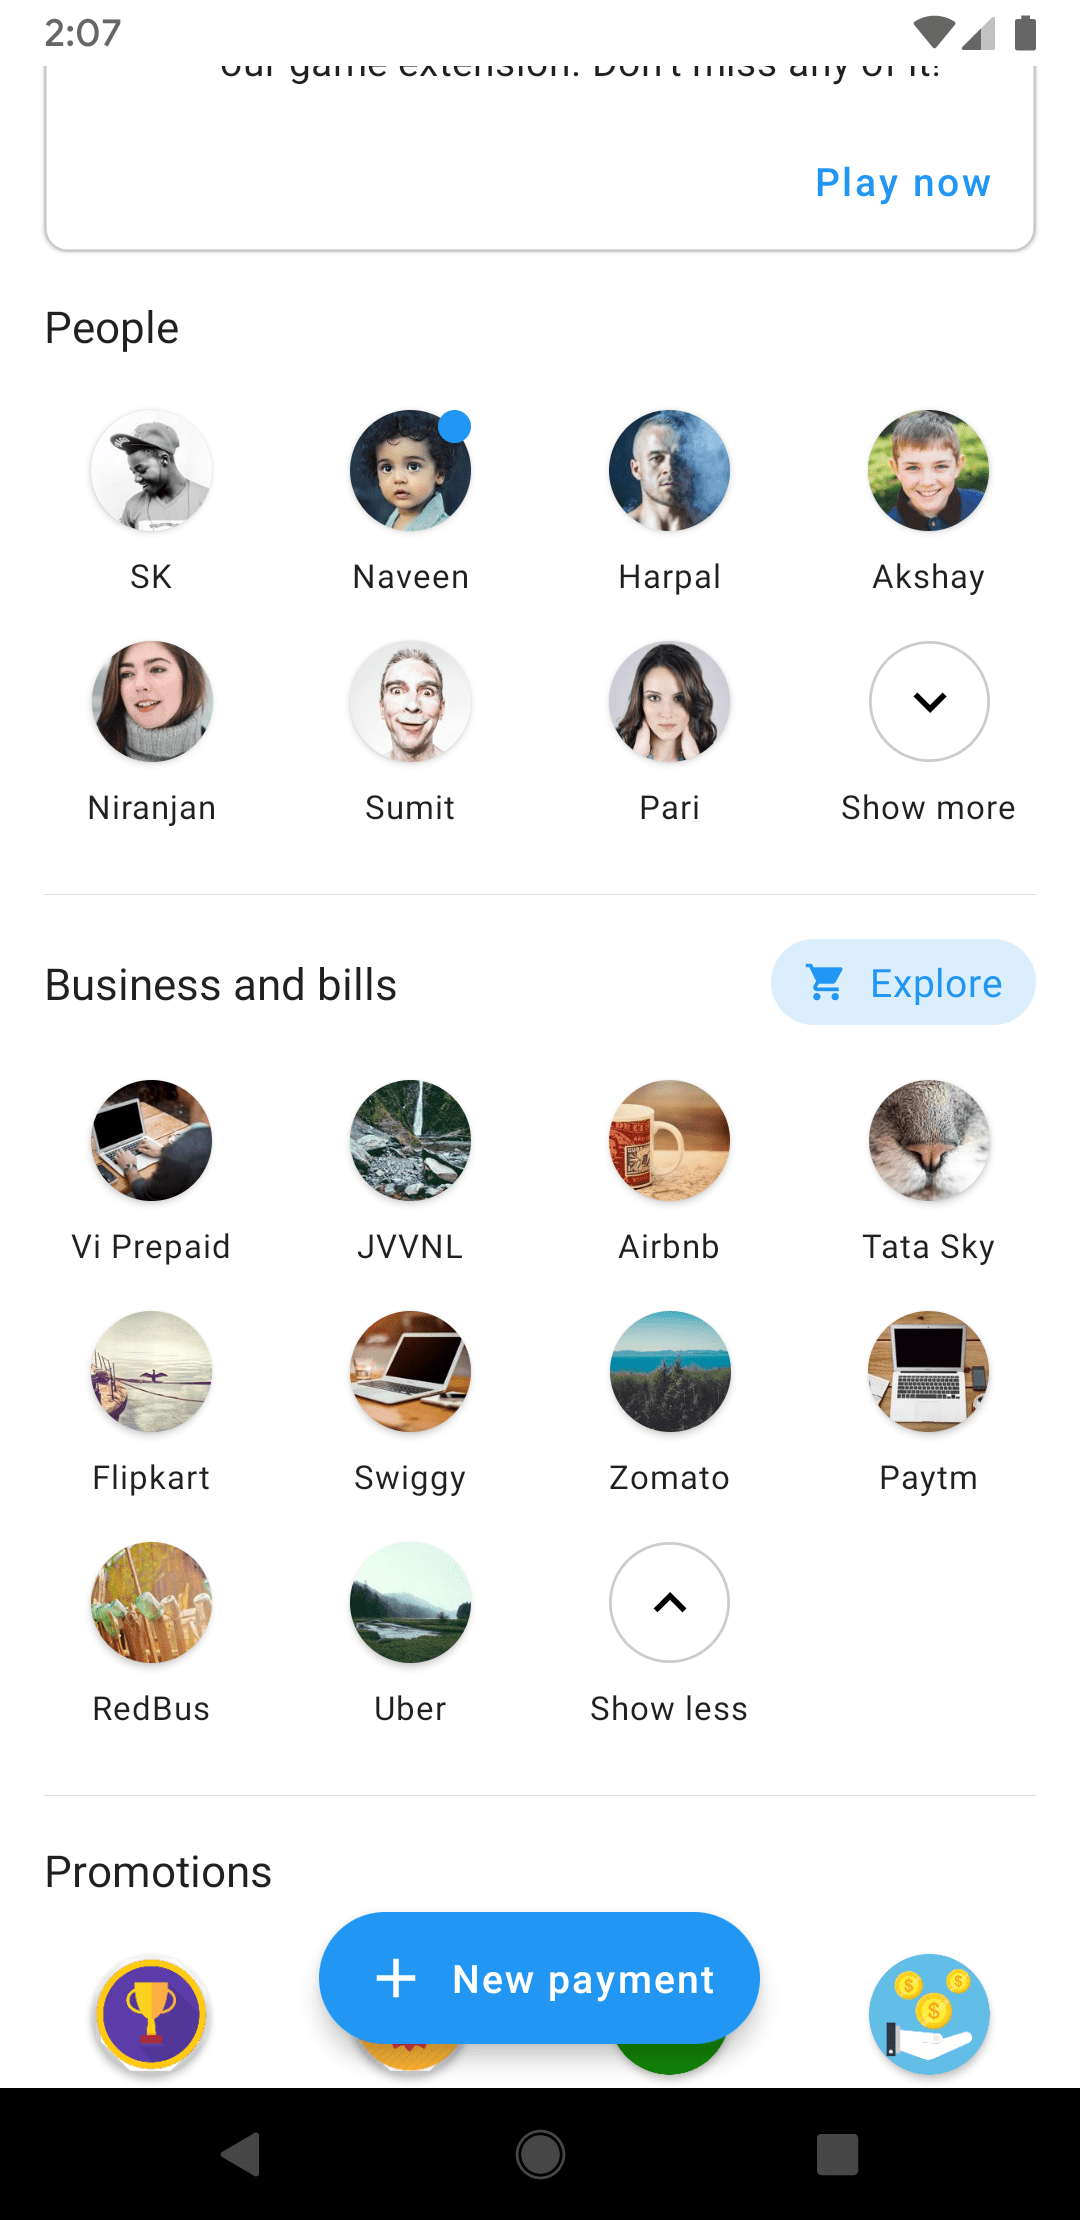 2:07
our game extension. Don't miss any of it!
Play now
People
SK Naveen Harpal Akshay
Niranjan Sumit Pari Show more
Business and bills Explore
Vi Prepaid JVVNL Airbnb Tata Sky
Flipkart Swiggy Zomato Paytm
RedBus Uber Show less
Promotions
New payment